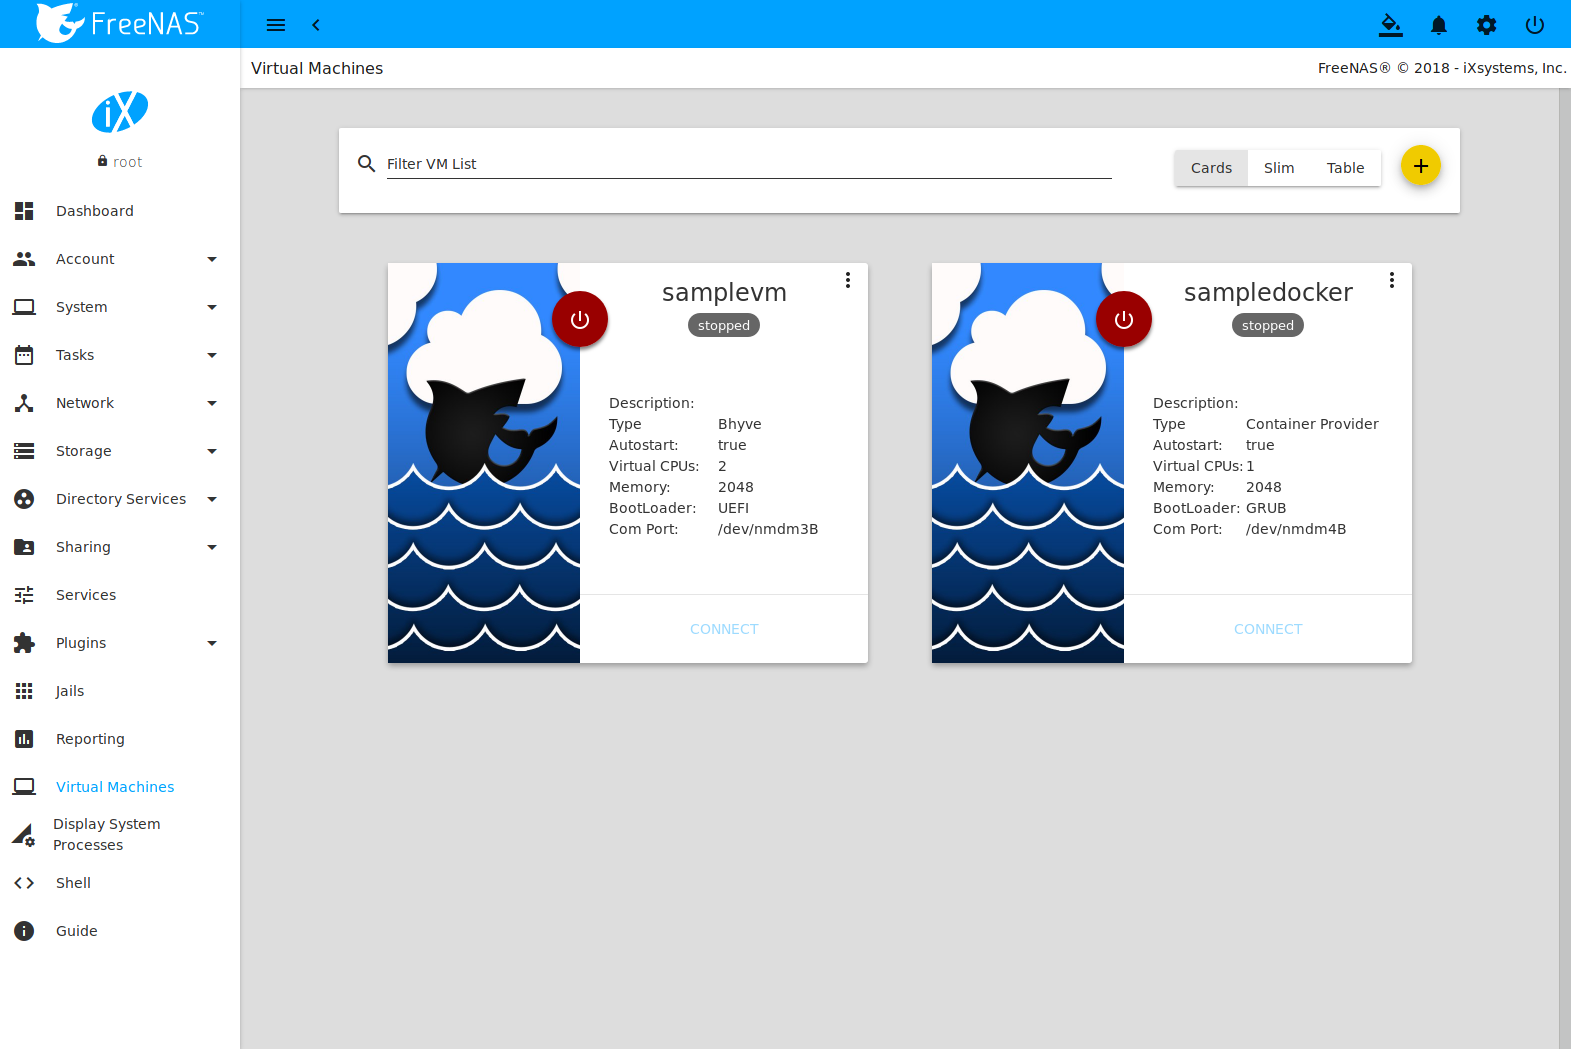 FreeNAS™
Virtual Machines
FreeNAS® © 2018 - iXsystems, Inc.
iX
root
Dashboard
Account
System
Tasks
Network
Storage
Directory Services
Sharing
Services
Plugins
Jails
Reporting
Virtual Machines
Display System
Processes
Shell
Guide
Filter VM List
Cards Slim Table
samplevm
stopped
Description:
Type Bhyve
Autostart: true
Virtual CPUs: 2
Memory: 2048
BootLoader: UEFI
Com Port: /dev/nmdm3B
CONNECT
sampledocker
stopped
Description:
Type Container Provider
Autostart: true
Virtual CPUs: 1
Memory: 2048
BootLoader: GRUB
Com Port: /dev/nmdm4B
CONNECT